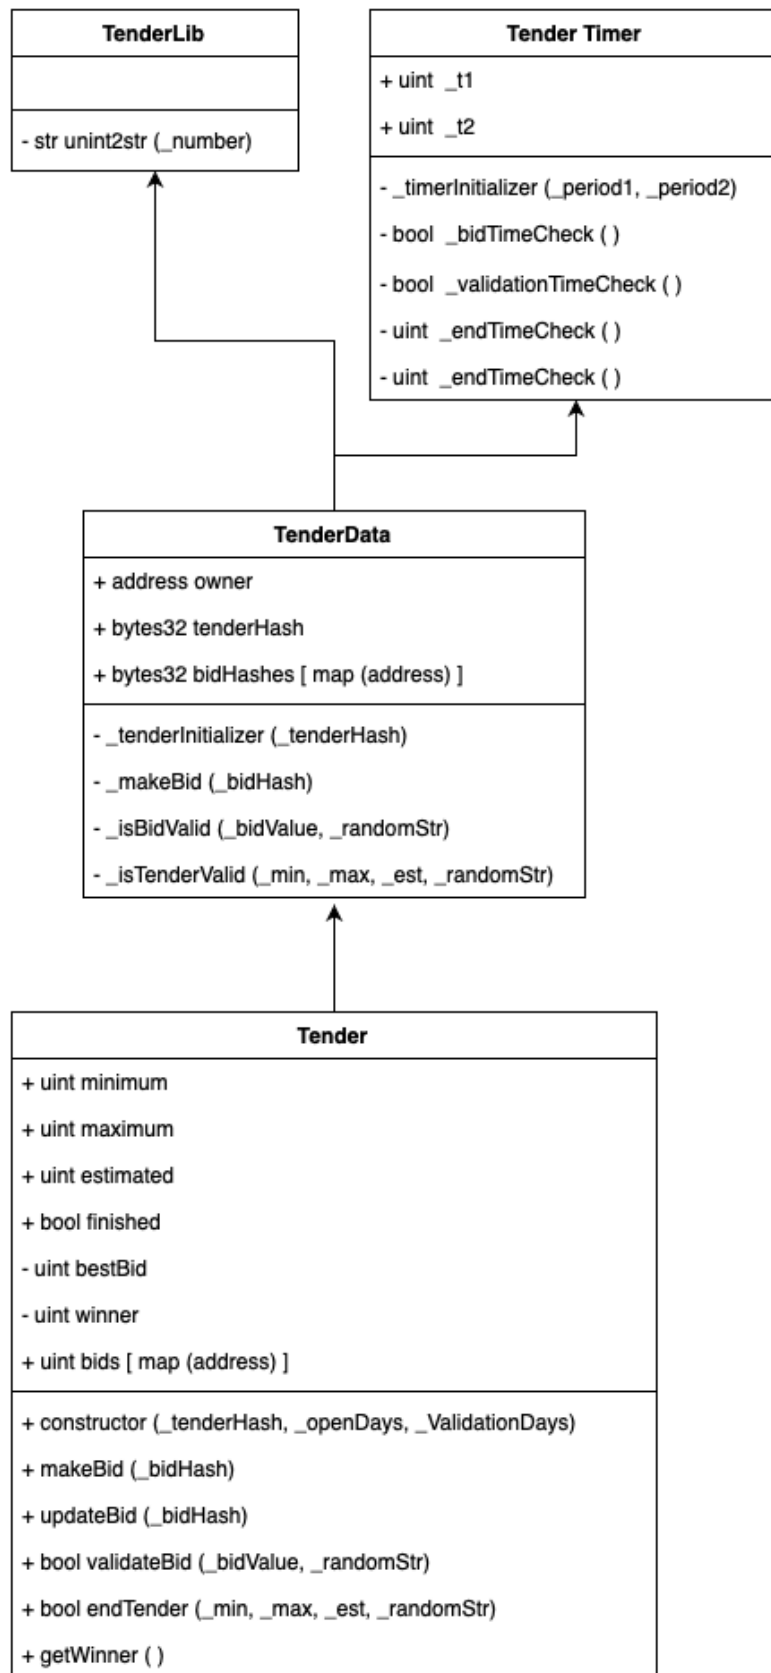 TenderLib
- str unint2str (_number)
Tender Timer
+ uint _t1
+ uint _t2
- _timerInitializer (_period1, _period2)
- bool _bidTimeCheck ( )
- bool _validationTimeCheck ( )
- uint _endTimeCheck ( )
- uint _endTimeCheck ( )
TenderData
+ address owner
+ bytes32 tenderHash
+ bytes32 bidHashes [ map (address) ]
- _tenderInitializer (_tenderHash)
- _makeBid (_bidHash)
- _isBidValid (_bidValue, _randomStr)
- _isTenderValid (_min, _max, _est, _randomStr)
Tender
+ uint minimum
+ uint maximum
+ uint estimated
+ bool finished
- uint bestBid
- uint winner
+ uint bids [ map (address) ]
+ constructor (_tenderHash, _openDays, _ValidationDays)
+ makeBid (_bidHash)
+ updateBid (_bidHash)
+ bool validateBid (_bidValue, _randomStr)
+ bool endTender (_min, _max, _est, _randomStr)
+ getWinner ( )